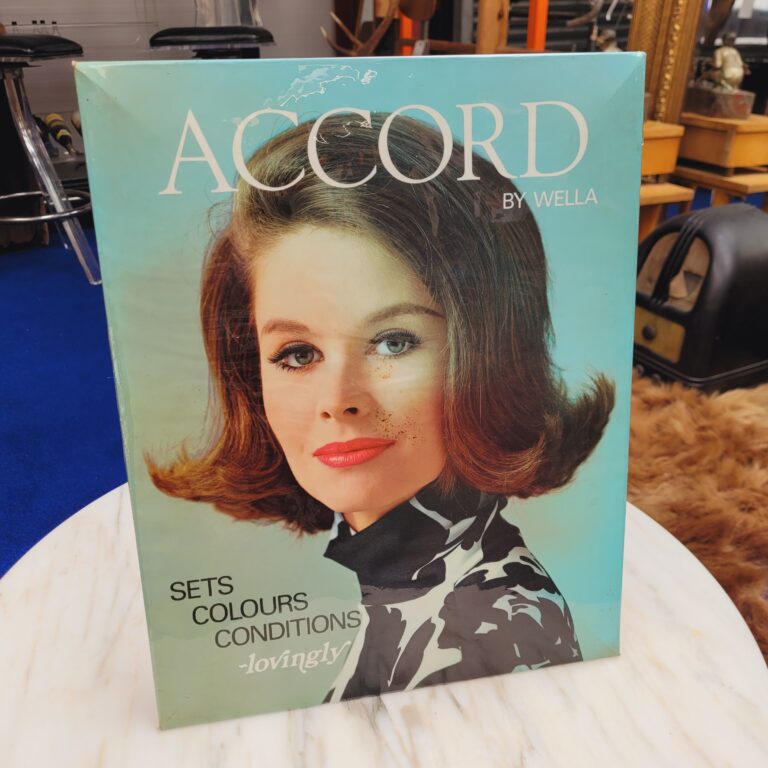 ACCORD
BY WELLA
SETS
COLOURS
CONDITIONS
-lovingly